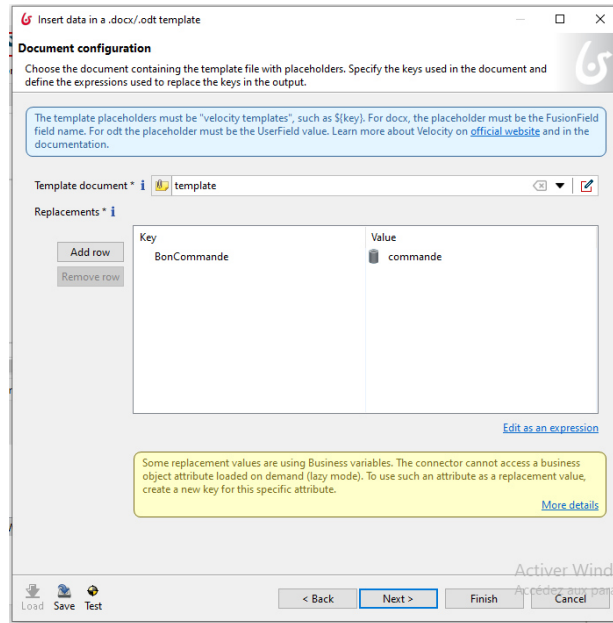 Insert data in a .docx/.odt template
Document configuration
Choose the document containing the template file with placeholders. Specify the keys used in the document and
define the expressions used to replace the keys in the output.
The template placeholders must be "velocity templates", such as ${key}. For docx, the placeholder must be the FusionField
field name. For odt the placeholder must be the UserField value. Learn more about Velocity on official website and in the
documentation.
Template document * i template
Replacements * i
Key Value
Add row
BonCommande commande
Remove row
Edit as an expression
Some replacement values are using Business variables. The connector cannot access a business
object attribute loaded on demand (lazy mode). To use such an attribute as a replacement value,
create a new key for this specific attribute.
More details
Activer Wind
Accédez aux para
Load Save Test
< Back Next > Finish Cancel